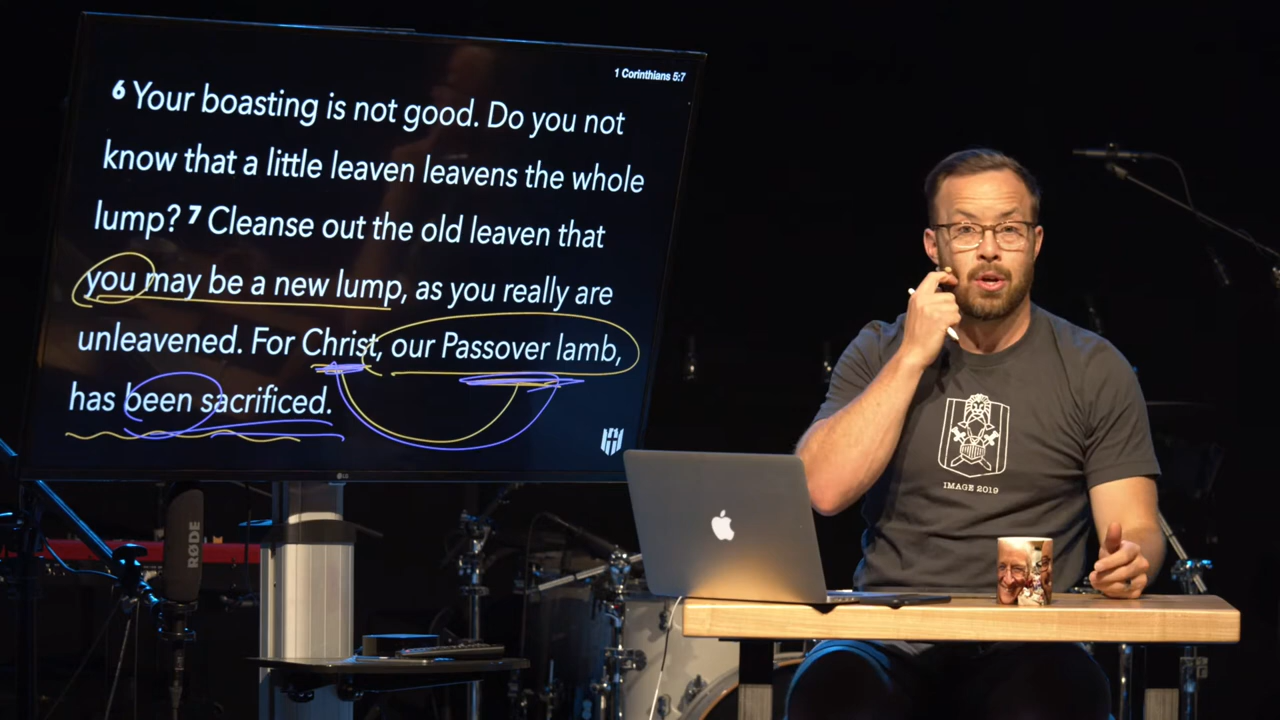 1 Corinthians 5:7
6 Your boasting is not good. Do you not
know that a little leaven leavens the whole
lump? 7 Cleanse out the old leaven that
you may be a new lump, as you really are
unleavened. For Christ, our Passover lamb,
has been sacrificed.
LG
RØDE
IMAGE 2019